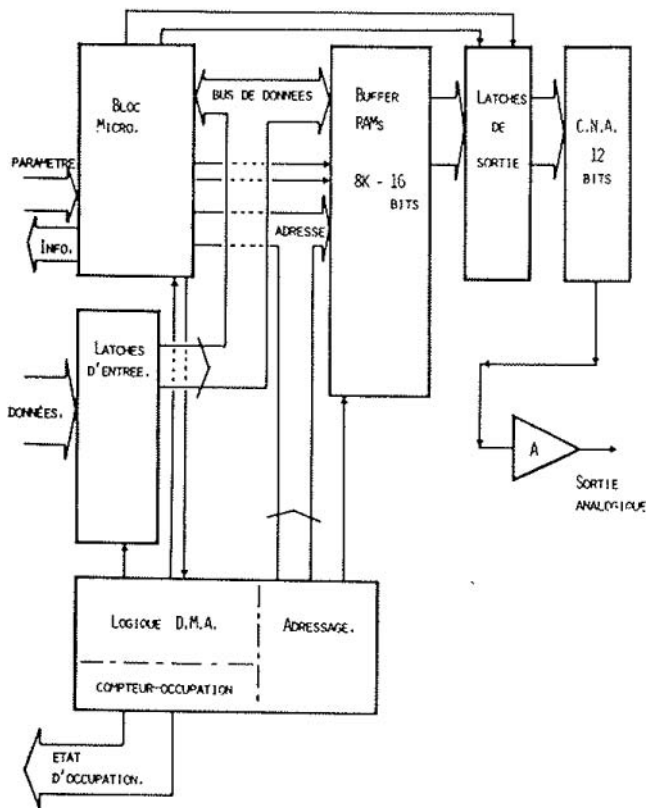 BLOC
MICRO.
BUS DE DONNÉES
BUFFER
RAMs
8K - 16
BITS
LATCHES
DE
SORTIE
C.N.A.
12
BITS
PARAMETRE
INFO.
ADRESSE
LATCHES
D'ENTREE.
DONNÉES.
A
SORTIE
ANALOGIQUE
LOGIQUE D.M.A.
ADRESSAGE.
COMPTEUR-OCCUPATION
ETAT
D'OCCUPATION.